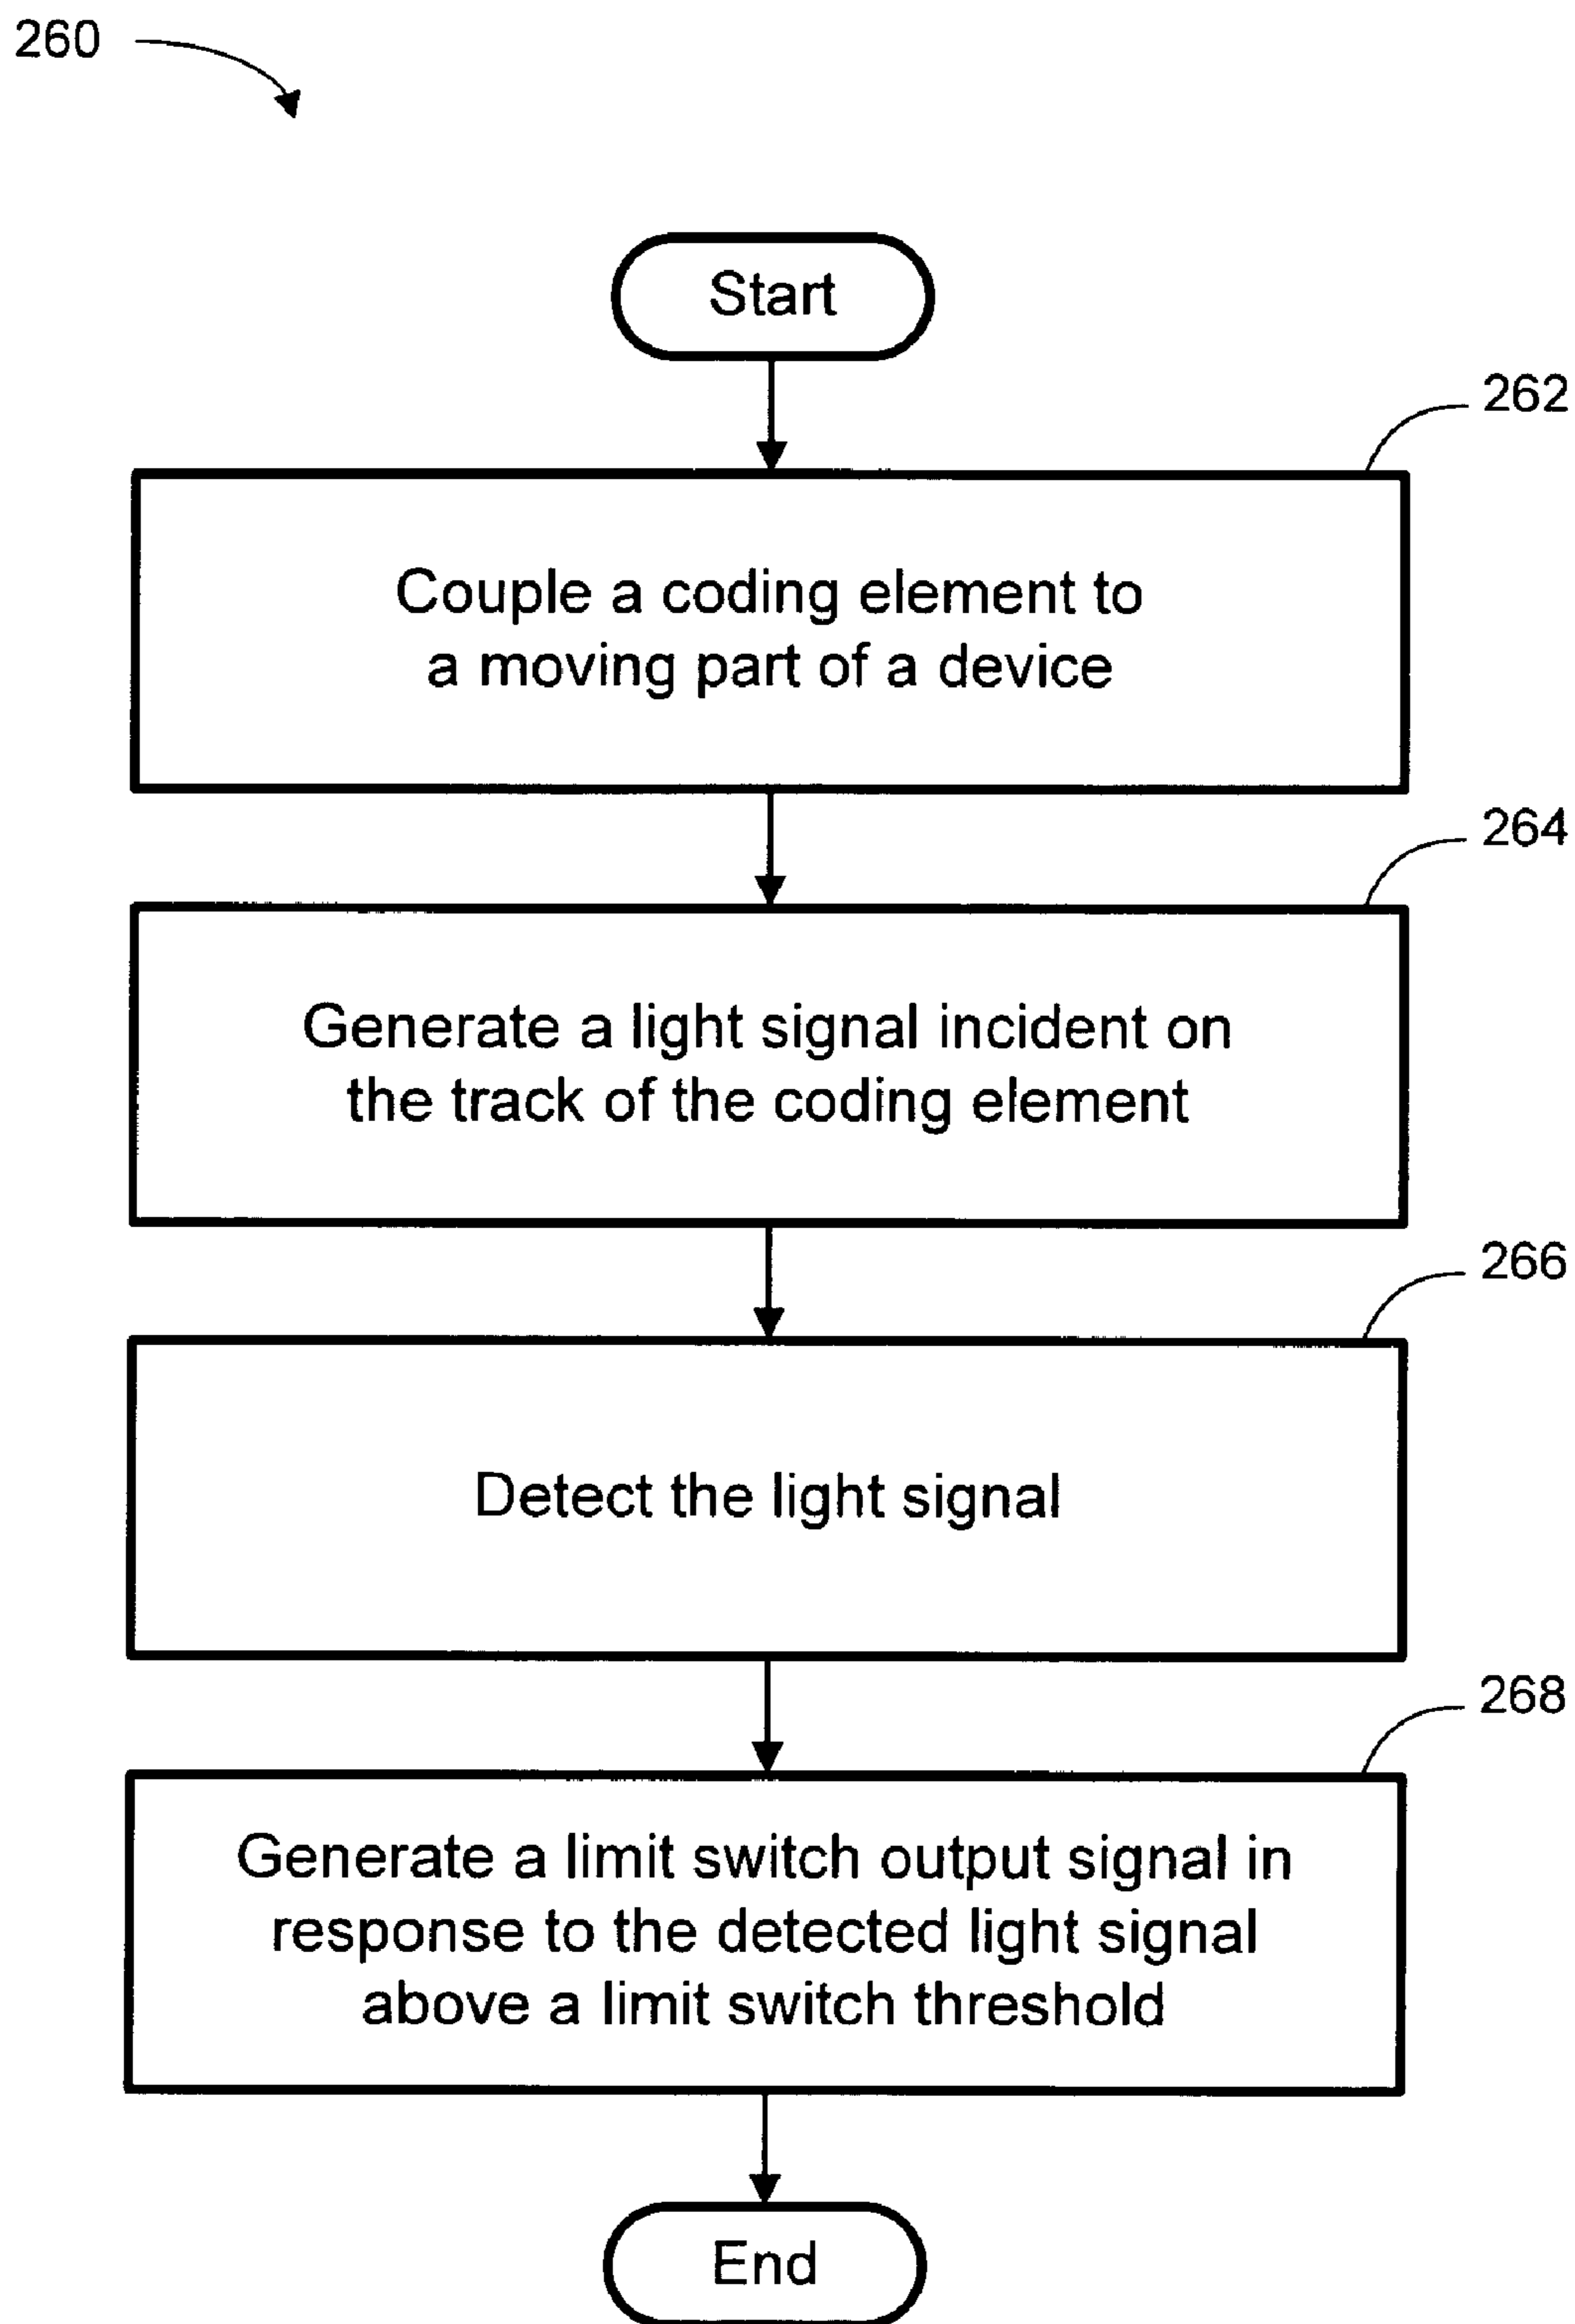 260
Start
262
Couple a coding element to
a moving part of a device
264
Generate a light signal incident on
the track of the coding element
266
Detect the light signal
268
Generate a limit switch output signal in
response to the detected light signal
above a limit switch threshold
End